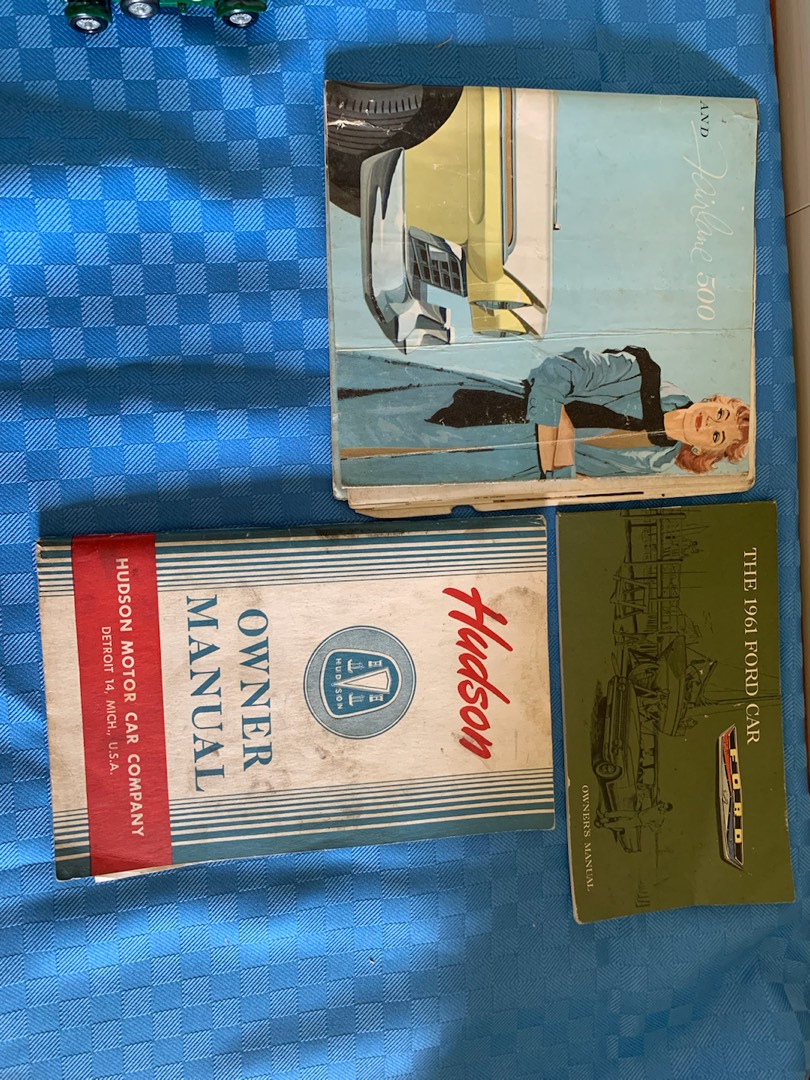 AND
Fairlane 500
Hudson
HUDSON
OWNER
MANUAL
HUDSON MOTOR CAR COMPANY
DETROIT 14, MICH., U.S.A.
THE 1961 FORD CAR
FORD
OWNER'S MANUAL